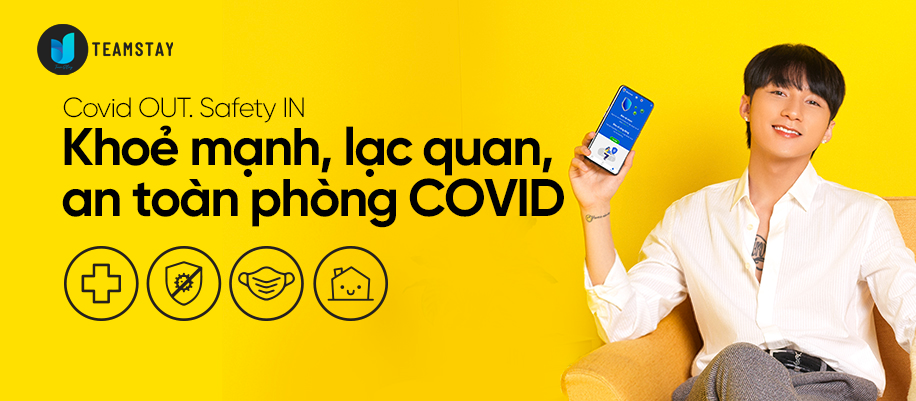 TEAMSTAY
Covid OUT. Safety IN
Khoẻ mạnh, lạc quan,
an toàn phòng COVID